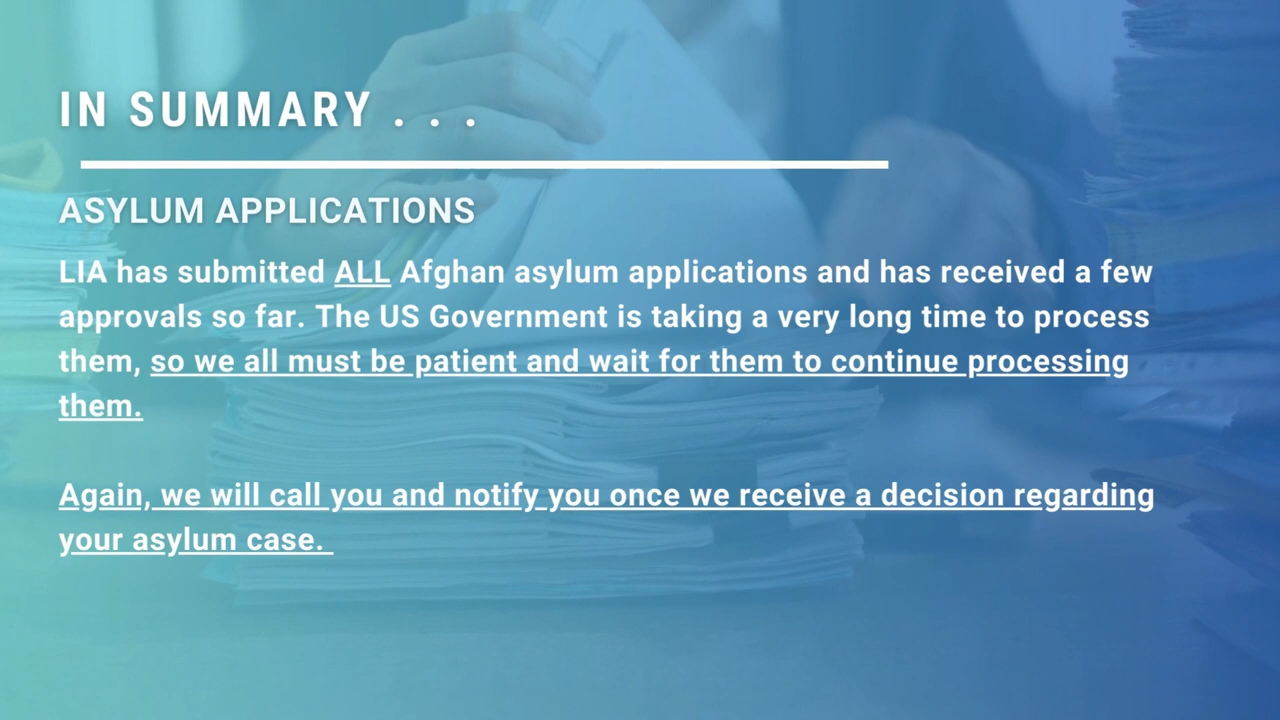 IN SUMMARY . . .
ASYLUM APPLICATIONS
LIA has submitted ALL Afghan asylum applications and has received a few
approvals so far. The US Government is taking a very long time to process
them, so we all must be patient and wait for them to continue processing
them.
Again, we will call you and notify you once we receive a decision regarding
your asylum case.